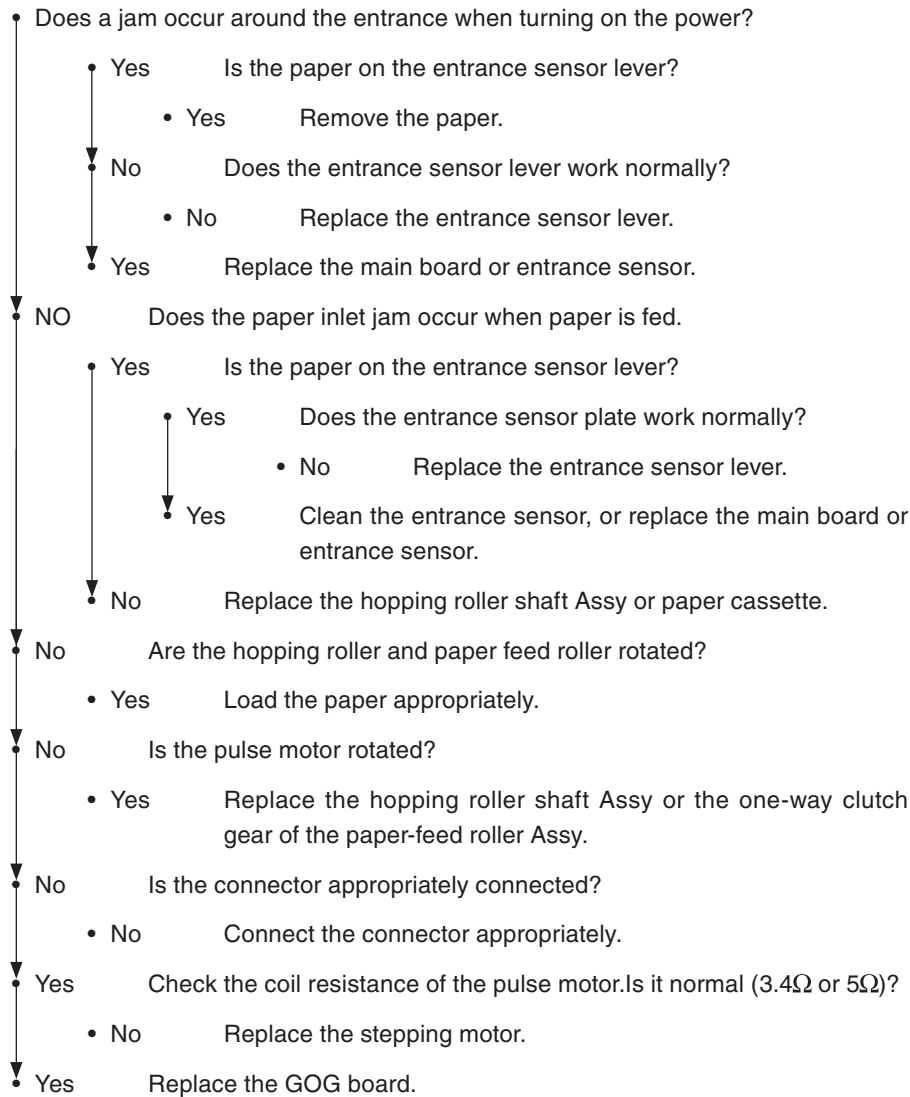 • Does a jam occur around the entrance when turning on the power?
• Yes Is the paper on the entrance sensor lever?
• Yes Remove the paper.
• No Does the entrance sensor lever work normally?
• No Replace the entrance sensor lever.
• Yes Replace the main board or entrance sensor.
• NO Does the paper inlet jam occur when paper is fed.
• Yes Is the paper on the entrance sensor lever?
• Yes Does the entrance sensor plate work normally?
• No Replace the entrance sensor lever.
• Yes Clean the entrance sensor, or replace the main board or
entrance sensor.
• No Replace the hopping roller shaft Assy or paper cassette.
• No Are the hopping roller and paper feed roller rotated?
• Yes Load the paper appropriately.
• No Is the pulse motor rotated?
• Yes Replace the hopping roller shaft Assy or the one-way clutch
gear of the paper-feed roller Assy.
• No Is the connector appropriately connected?
• No Connect the connector appropriately.
• Yes Check the coil resistance of the pulse motor.Is it normal (3.4Ω or 5Ω)?
• No Replace the stepping motor.
• Yes Replace the GOG board.